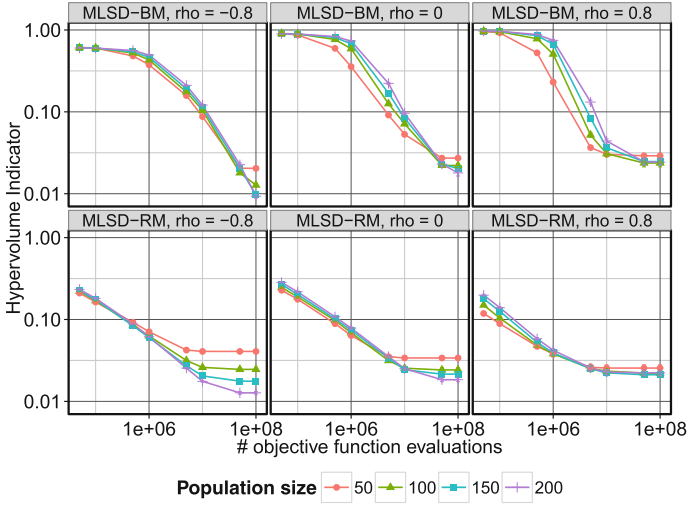 MLSD−BM, rho = −0.8
MLSD−BM, rho = 0
MLSD−BM, rho = 0.8
1.00
0.10
0.01
Hypervolume Indicator
MLSD−RM, rho = −0.8
MLSD−RM, rho = 0
MLSD−RM, rho = 0.8
1.00
0.10
0.01
1e+06 1e+08 1e+06 1e+08 1e+06 1e+08
# objective function evaluations
Population size 50 100 150 200